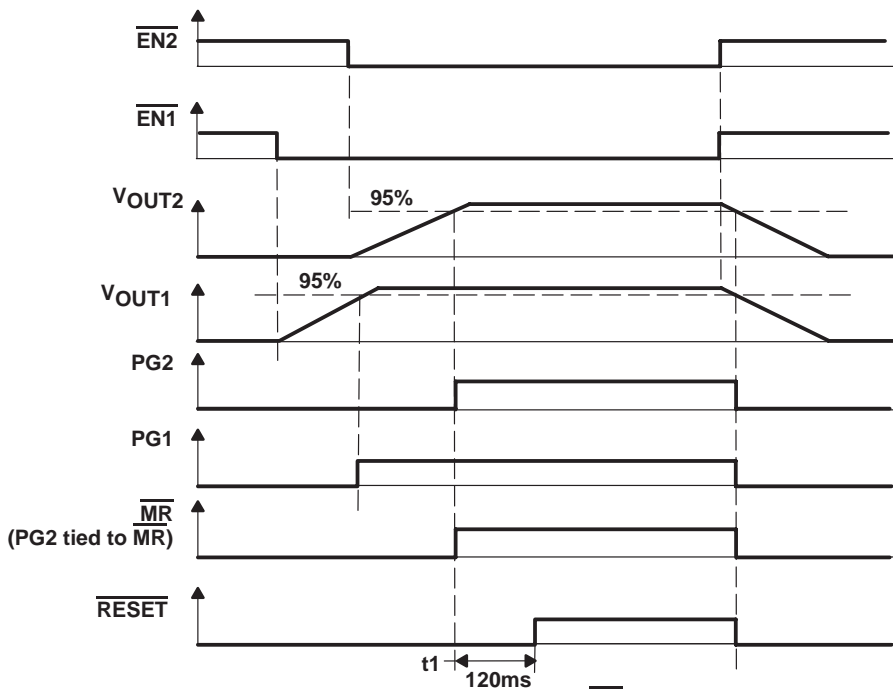 EN2
EN1
VOUT2
95%
VOUT1
95%
PG2
PG1
MR
(PG2 tied to MR)
RESET
t1
120ms